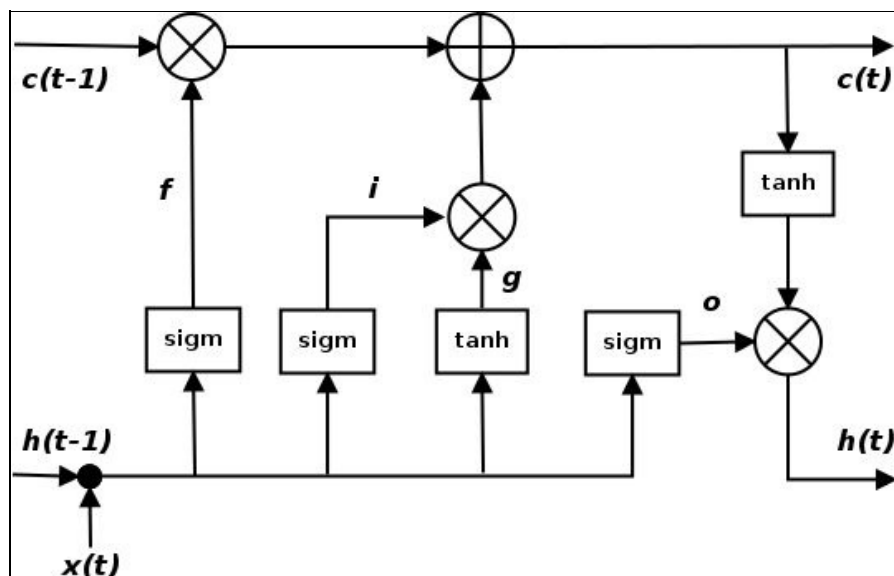 c(t-1)
c(t)
tanh
f
i
g
o
sigm
sigm
tanh
sigm
h(t-1)
h(t)
x(t)